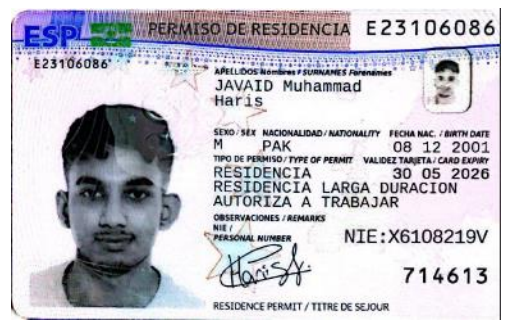 ESP PERMISO DE RESIDENCIA E23106086
E23106086
APELLIDOS Nombres / SURNAMES Forenames
JAVAID Muhammad
Haris
SEXO / SEX NACIONALIDAD / NATIONALITY FECHA NAC. / BIRTH DATE
M PAK 08 12 2001
TIPO DE PERMISO / TYPE OF PERMIT VALIDEZ TARJETA / CARD EXPIRY
RESIDENCIA 30 05 2026
RESIDENCIA LARGA DURACION
AUTORIZA A TRABAJAR
OBSERVACIONES / REMARKS
NIE /
PERSONAL NUMBER NIE:X6108219V
714613
RESIDENCE PERMIT / TITRE DE SEJOUR